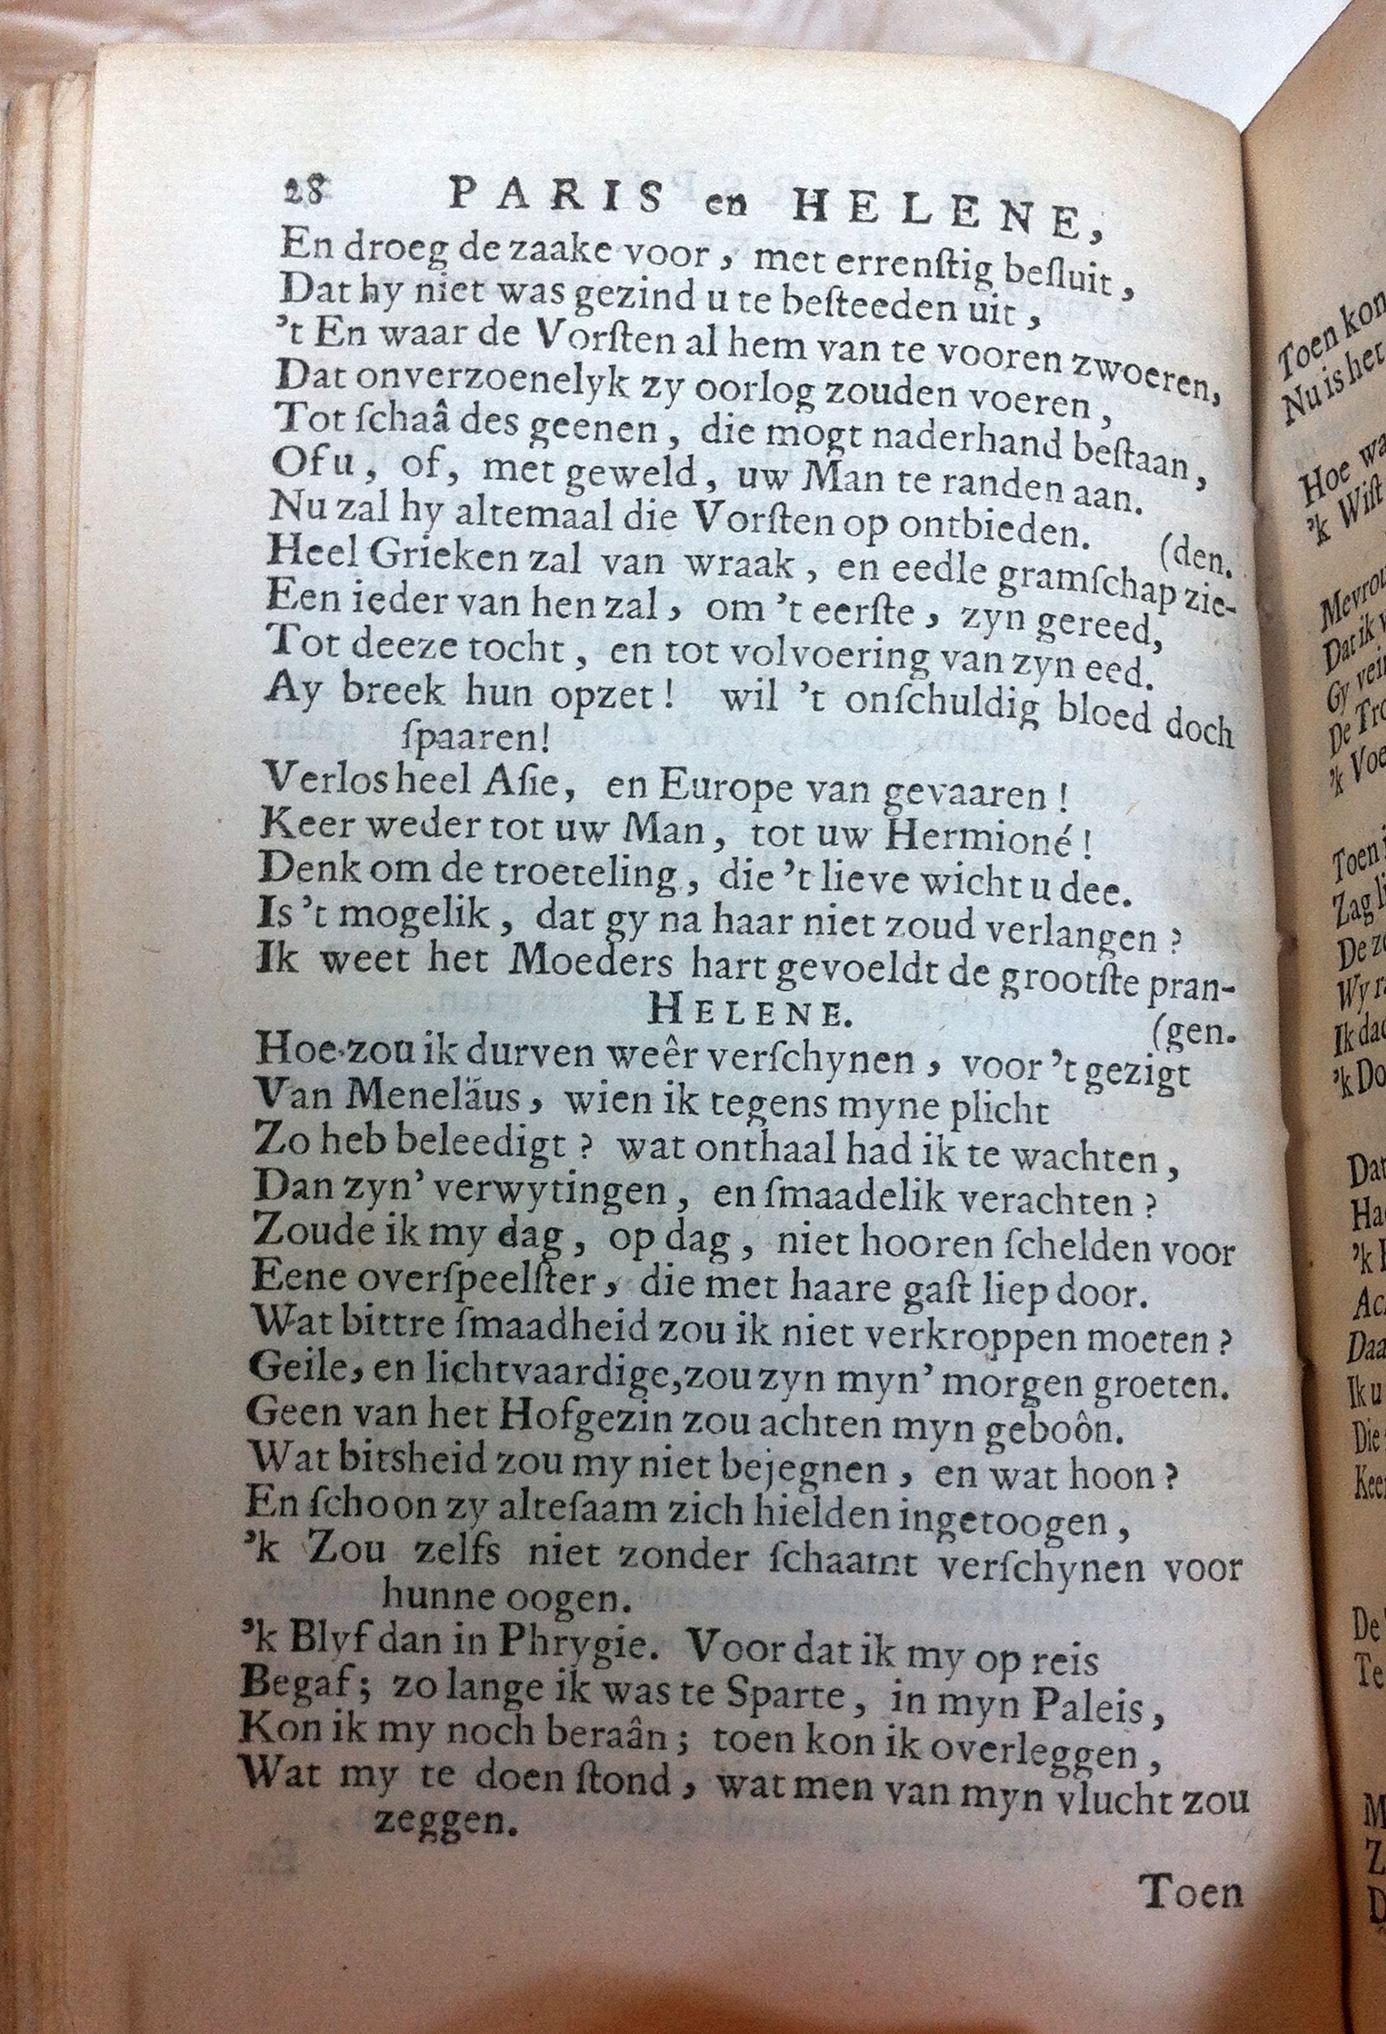 28 PARIS en HELENE,
En droeg de zaake voor, met errenſtig beſluit,
Dat hy niet was gezind u te beſteeden uit,
't En waar de Vorſten al hem van te vooren zwoeren,
Dat onverzoenelyk zy oorlog zouden voeren,
Tot ſchaâ des geenen, die mogt naderhand beſtaan,
Of u, of, met geweld, uw Man te randen aan.
Nu zal hy altemaal die Vorſten op ontbieden.
(den.
Heel Grieken zal van wraak, en eedle gramſchap zie-
Een ieder van hen zal, om 't eerſte, zyn gereed,
Tot deeze tocht, en tot volvoering van zyn eed.
Ay breek hun opzet! wil 't onſchuldig bloed doch
ſpaaren!
Verlos heel Aſie, en Europe van gevaaren!
Keer weder tot uw Man, tot uw Hermioné!
Denk om de troeteling, die 't lieve wicht u dee.
Is 't mogelik, dat gy na haar niet zoud verlangen?
Ik weet het Moeders hart gevoeldt de grootſte pran-
HELENE.
(gen.
Hoe zou ik durven weêr verſchynen, voor 't gezigt
Van Meneläus, wien ik tegens myne plicht
Zo heb beleedigt? wat onthaal had ik te wachten,
Dan zyn' verwytingen, en ſmaadelik verachten?
Zoude ik my dag, op dag, niet hooren ſchelden voor
Eene overſpeelſter, die met haare gaſt liep door.
Wat bittre ſmaadheid zou ik niet verkroppen moeten?
Geile, en lichtvaardige, zou zyn myn' morgen groeten.
Geen van het Hofgezin zou achten myn geboôn.
Wat bitsheid zou my niet bejegnen, en wat hoon?
En ſchoon zy alteſaam zich hielden ingetoogen,
'k Zou zelfs niet zonder ſchaamt verſchynen voor
hunne oogen.
'k Blyf dan in Phrygie. Voor dat ik my op reis
Begaf; zo lange ik was te Sparte, in myn Paleis,
Kon ik my noch beraân; toen kon ik overleggen,
Wat my te doen ſtond, wat men van myn vlucht zou
zeggen.
Toen
Toen kon
Nu is het
Hoe
'k Wiſt
Dat ik
Gy
'k
Toen
Zag
De
Wy
Ik
'k Do
Dat
'k
Ik u
Die
De
Te